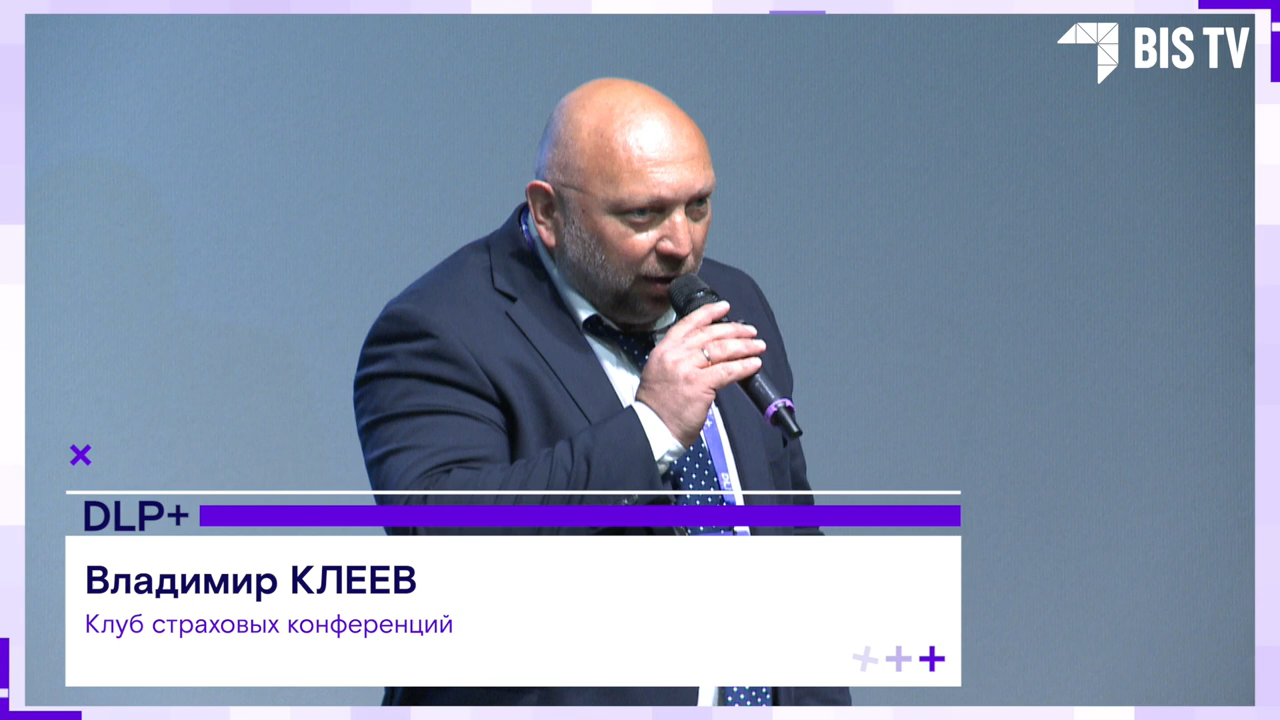 BIS TV
DLP+
Владимир КЛЕЕВ
Клуб страховых конференций